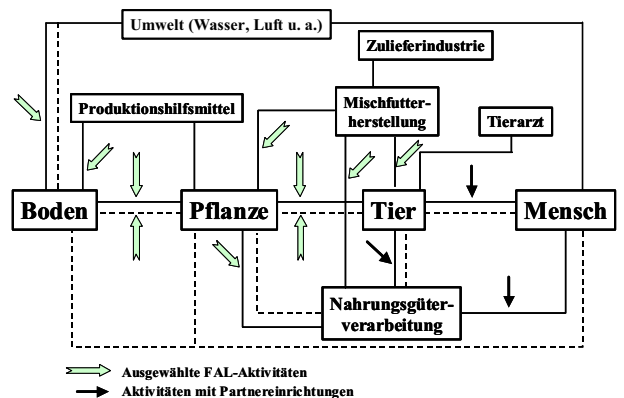 Umwelt (Wasser, Luft u. a.)
Zulieferindustrie
Produktionshilfsmittel
Mischfutter-
herstellung
Tierarzt
Boden
Pflanze
Tier
Mensch
Nahrungsgüter-
verarbeitung
Ausgewählte FAL-Aktivitäten
Aktivitäten mit Partnereinrichtungen